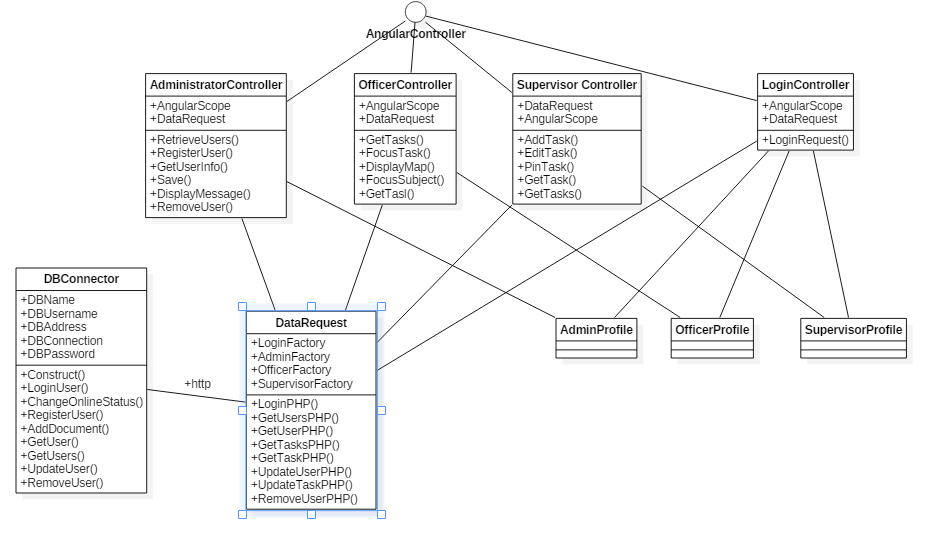 AngularController
AdministratorController
+AngularScope
+DataRequest
+RetrieveUsers()
+RegisterUser()
+GetUserInfo()
+Save()
+DisplayMessage()
+RemoveUser()
OfficerController
+AngularScope
+DataRequest
+GetTasks()
+FocusTask()
+DisplayMap()
+FocusSubject()
+GetTasl()
Supervisor Controller
+DataRequest
+AngularScope
+AddTask()
+EditTask()
+PinTask()
+GetTask()
+GetTasks()
LoginController
+AngularScope
+DataRequest
+LoginRequest()
DBConnector
+DBName
+DBUsername
+DBAddress
+DBConnection
+DBPassword
+Construct()
+LoginUser()
+ChangeOnlineStatus()
+RegisterUser()
+AddDocument()
+GetUser()
+GetUsers()
+UpdateUser()
+RemoveUser()
+http
DataRequest
+LoginFactory
+AdminFactory
+OfficerFactory
+SupervisorFactory
+LoginPHP()
+GetUsersPHP()
+GetUserPHP()
+GetTasksPHP()
+GetTaskPHP()
+UpdateUserPHP()
+UpdateTaskPHP()
+RemoveUserPHP()
AdminProfile
OfficerProfile
SupervisorProfile